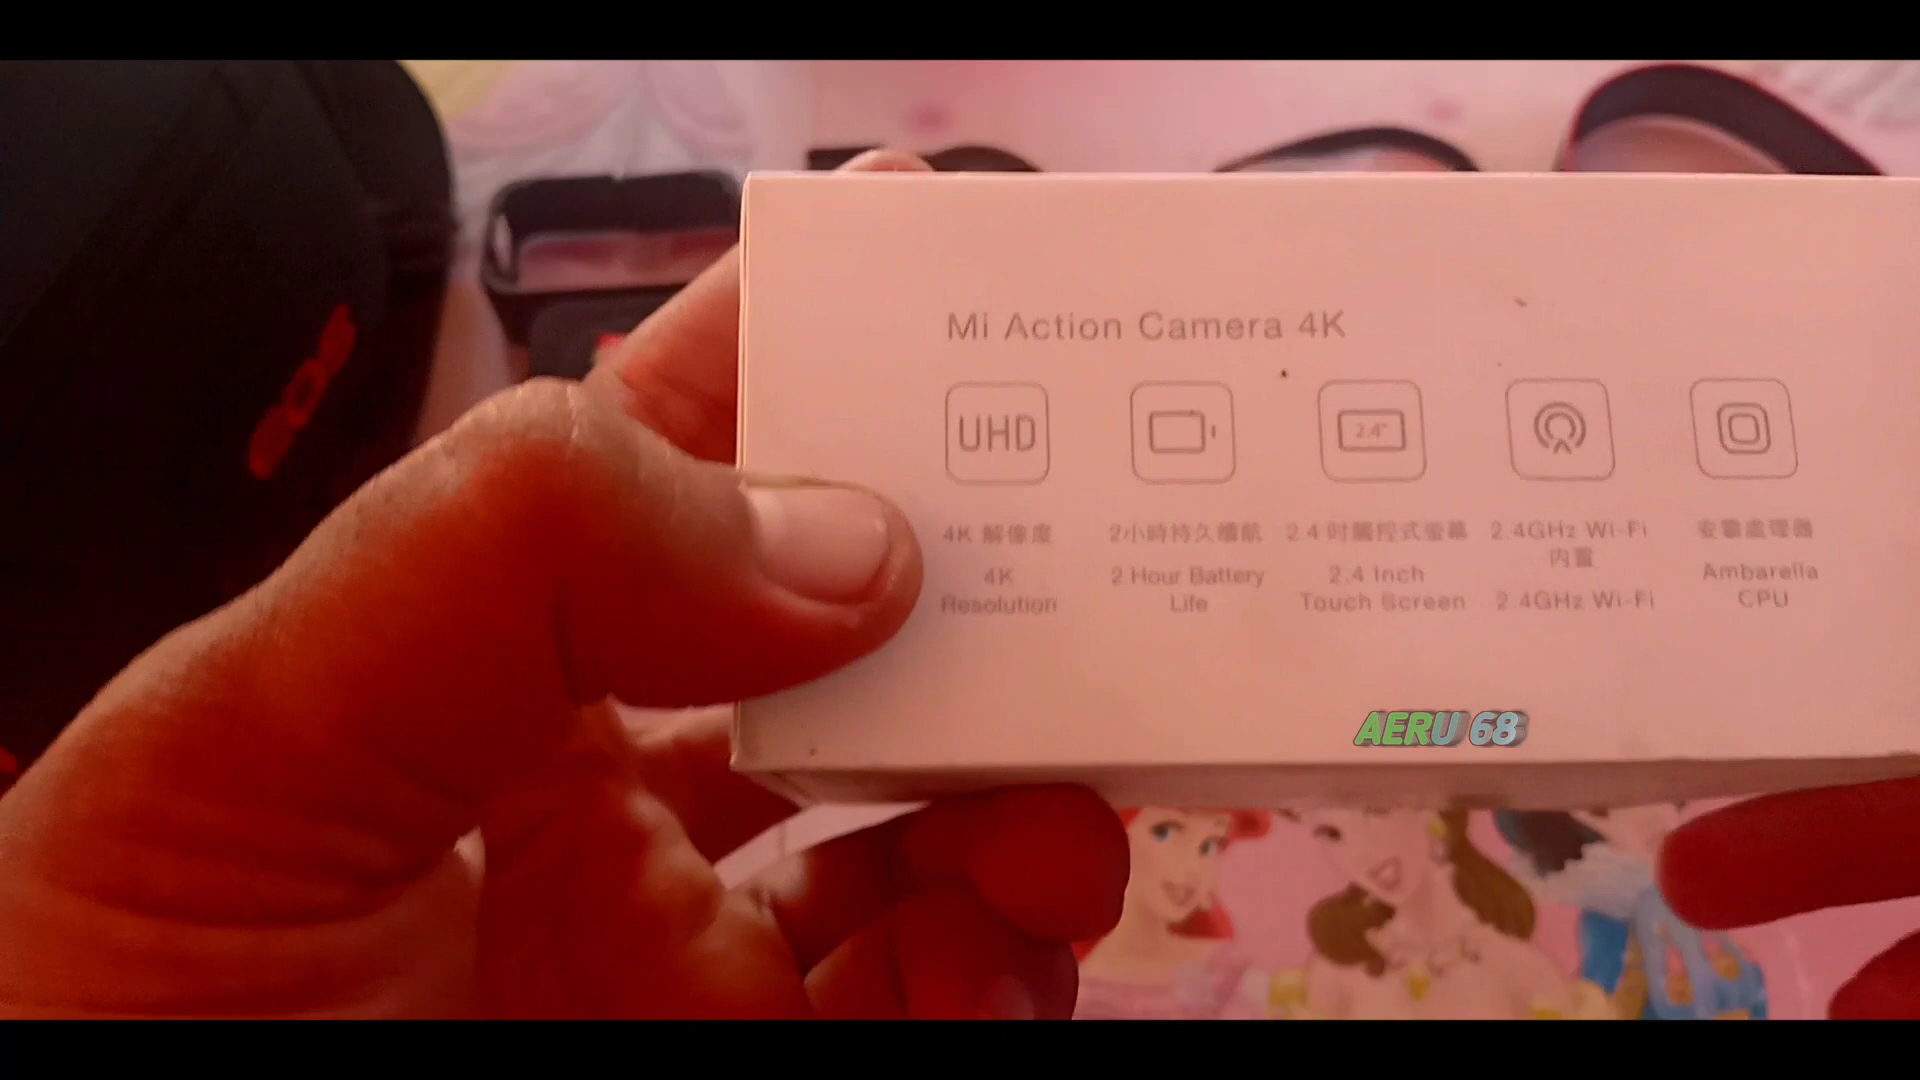 Mi Action Camera 4K
UHD
2.4"
4K 解像度
4K
Resolution
2小時持久續航
2 Hour Battery
Life
2.4 吋觸控式螢幕
2.4 Inch
Touch Screen
2.4GHz Wi-Fi
內置
2.4GHz Wi-Fi
安霸處理器
Ambarella
CPU
AERU 68